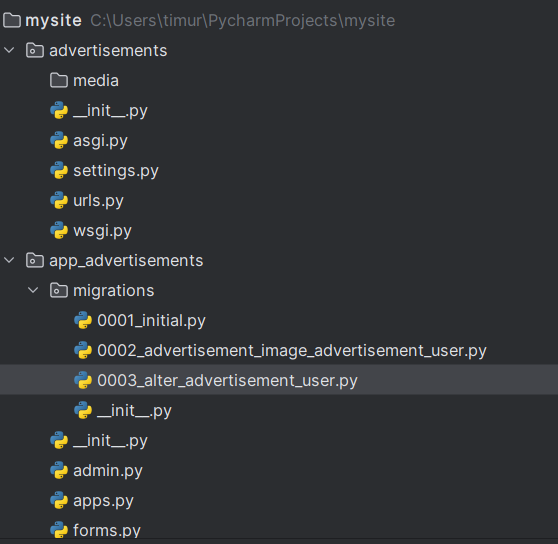 mysite C:\Users\timur\PycharmProjects\mysite
advertisements
media
__init__.py
asgi.py
settings.py
urls.py
wsgi.py
app_advertisements
migrations
0001_initial.py
0002_advertisement_image_advertisement_user.py
0003_alter_advertisement_user.py
__init__.py
__init__.py
admin.py
apps.py
forms.py